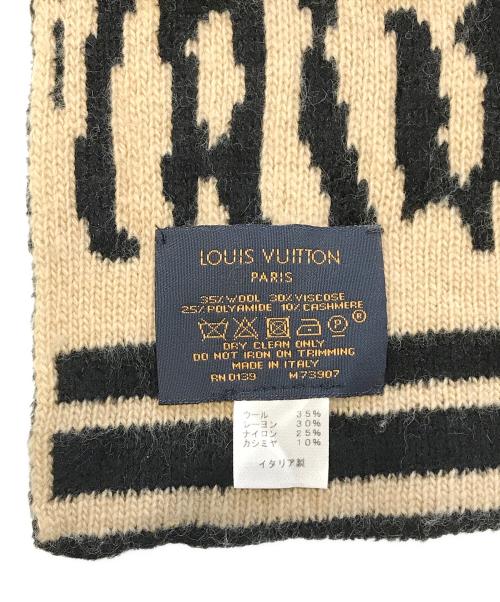 LOUIS VUITTON
PARIS
35% WOOL 30% VISCOSE
25% POLYAMIDE 10% CASHMERE
P ®
DRY CLEAN ONLY
DO NOT IRON ON TRIMMING
MADE IN ITALY
RN 0139 M73907
ウール 35%
レーヨン 30%
ナイロン 25%
カシミヤ 10%
イタリア製